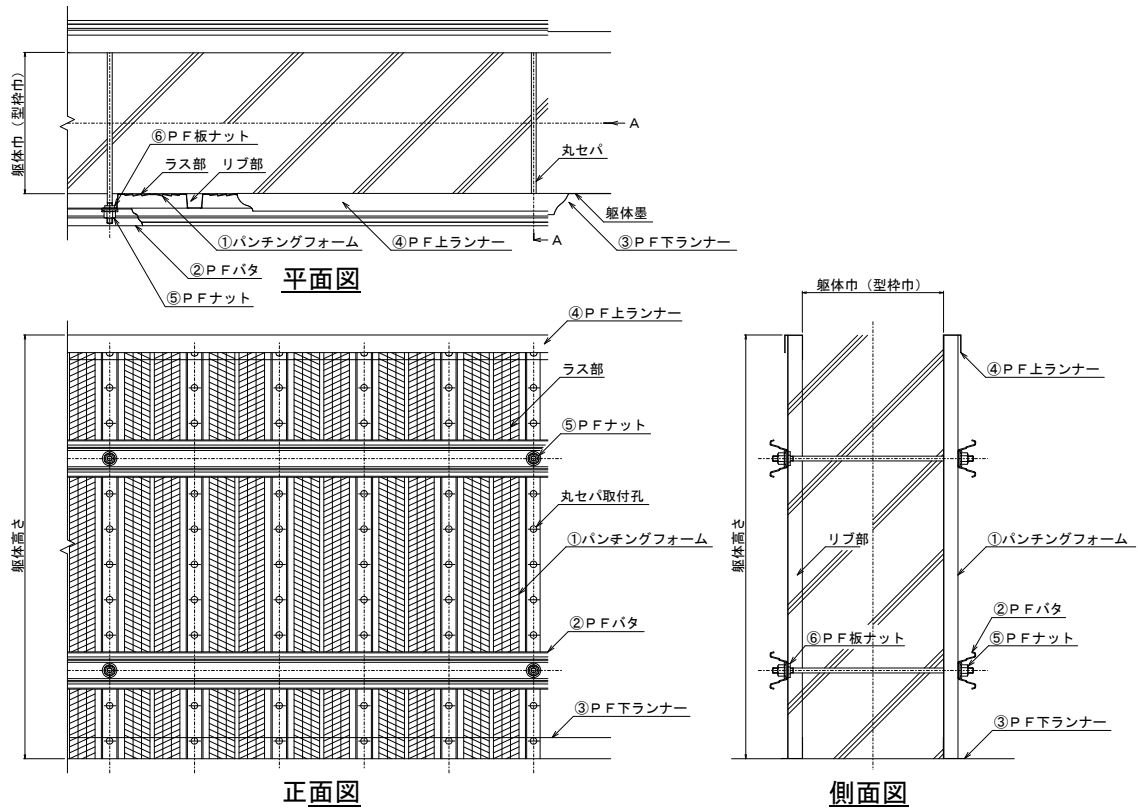 躯体巾（型枠巾）
A
⑥ＰＦ板ナット
ラス部
リブ部
丸セパ
躯体墨
①パンチングフォーム
④ＰＦ上ランナー
③ＰＦ下ランナー
A
②ＰＦバタ
⑤ＰＦナット
平面図
④ＰＦ上ランナー
ラス部
⑤ＰＦナット
丸セパ取付孔
①パンチングフォーム
躯体高さ
②ＰＦバタ
③ＰＦ下ランナー
正面図
躯体巾（型枠巾）
④ＰＦ上ランナー
躯体高さ
リブ部
①パンチングフォーム
②ＰＦバタ
⑥ＰＦ板ナット
⑤ＰＦナット
③ＰＦ下ランナー
側面図